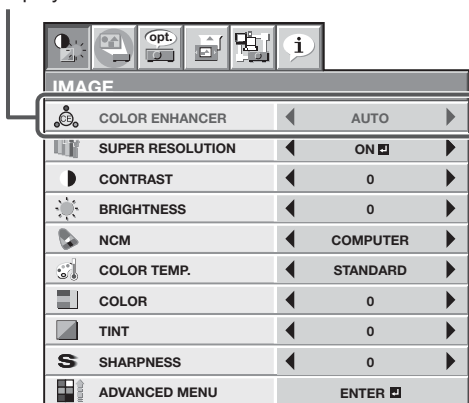 opt.
i
IMAGE
CE COLOR ENHANCER AUTO
SUPER RESOLUTION ON
CONTRAST 0
BRIGHTNESS 0
NCM COMPUTER
COLOR TEMP. STANDARD
COLOR 0
TINT 0
S SHARPNESS 0
ADVANCED MENU ENTER